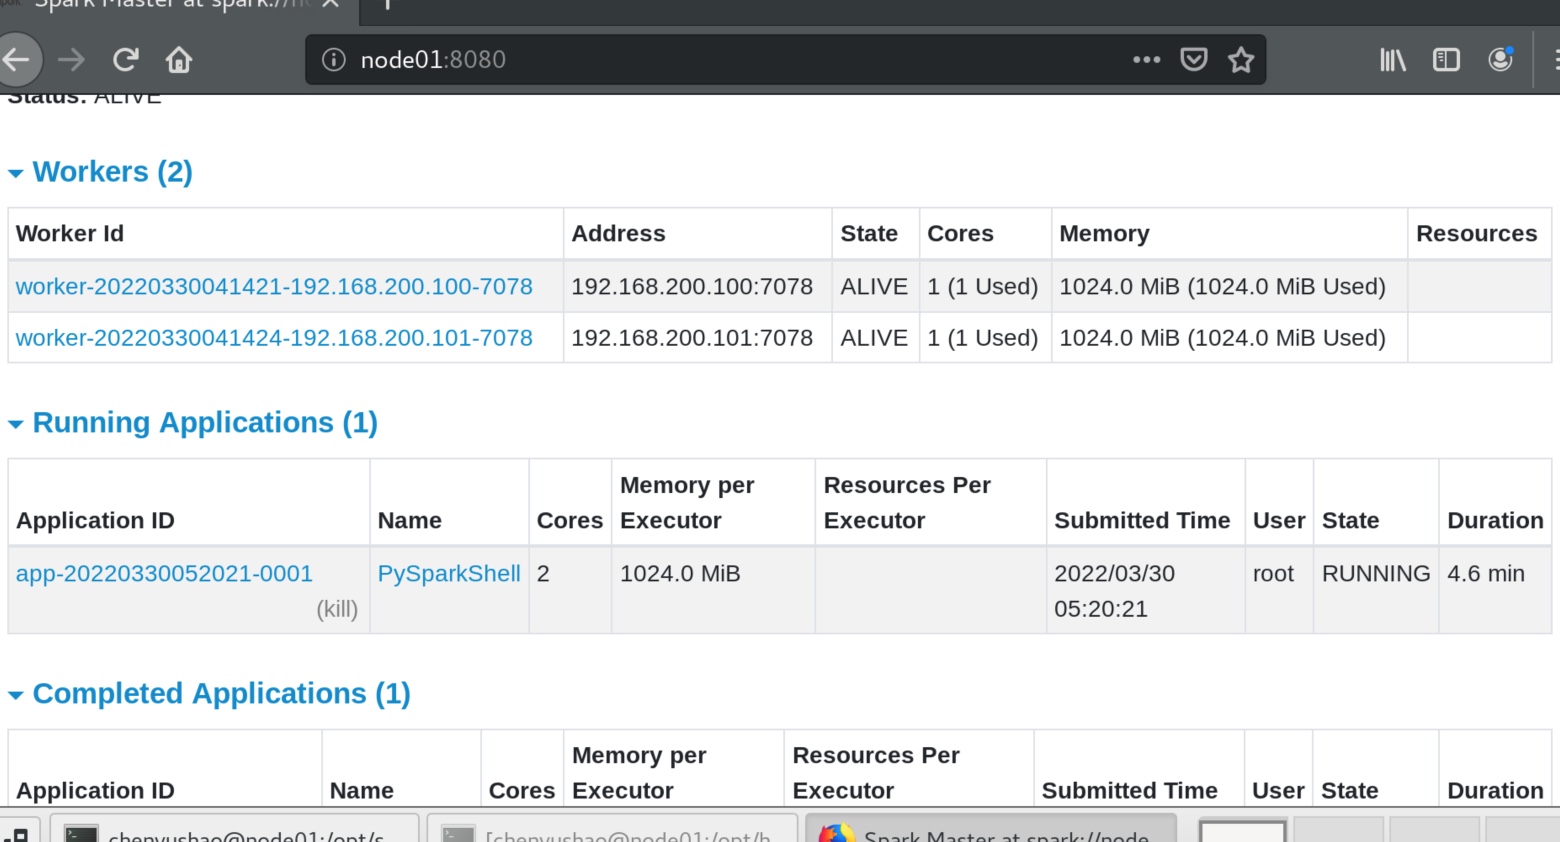 Spark Master at spark://n
node01:8080
Status: ALIVE
Workers (2)
Worker Id Address State Cores Memory Resources
worker-20220330041421-192.168.200.100-7078 192.168.200.100:7078 ALIVE 1 (1 Used) 1024.0 MiB (1024.0 MiB Used)
worker-20220330041424-192.168.200.101-7078 192.168.200.101:7078 ALIVE 1 (1 Used) 1024.0 MiB (1024.0 MiB Used)
Running Applications (1)
Memory per Resources Per
Application ID Name Cores Executor Executor Submitted Time User State Duration
app-20220330052021-0001 PySparkShell 2 1024.0 MiB 2022/03/30 root RUNNING 4.6 min
(kill) 05:20:21
Completed Applications (1)
Memory per Resources Per
Application ID Name Cores Executor Executor Submitted Time User State Duration
chenyushao@node01:/opt/s [chenyushao@node01:/opt/h Spark Master at spark://node